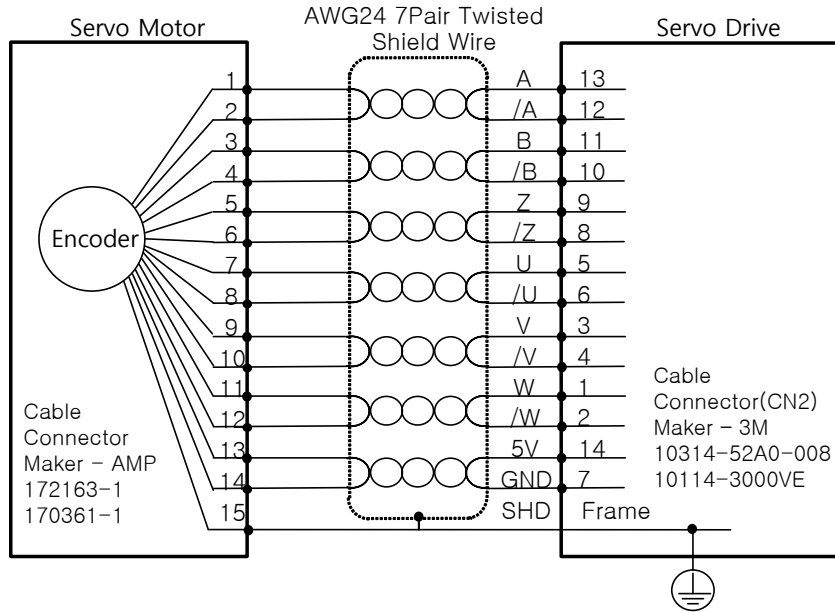 AWG24 7Pair Twisted
Shield Wire
Servo Motor
Servo Drive
1 A 13
2 /A 12
3 B 11
4 /B 10
5 Z 9
6 /Z 8
7 U 5
8 /U 6
9 V 3
10 /V 4
11 W 1
12 /W 2
13 5V 14
14 GND 7
15 SHD Frame
Encoder
Cable
Connector
Maker - AMP
172163-1
170361-1
Cable
Connector(CN2)
Maker - 3M
10314-52A0-008
10114-3000VE